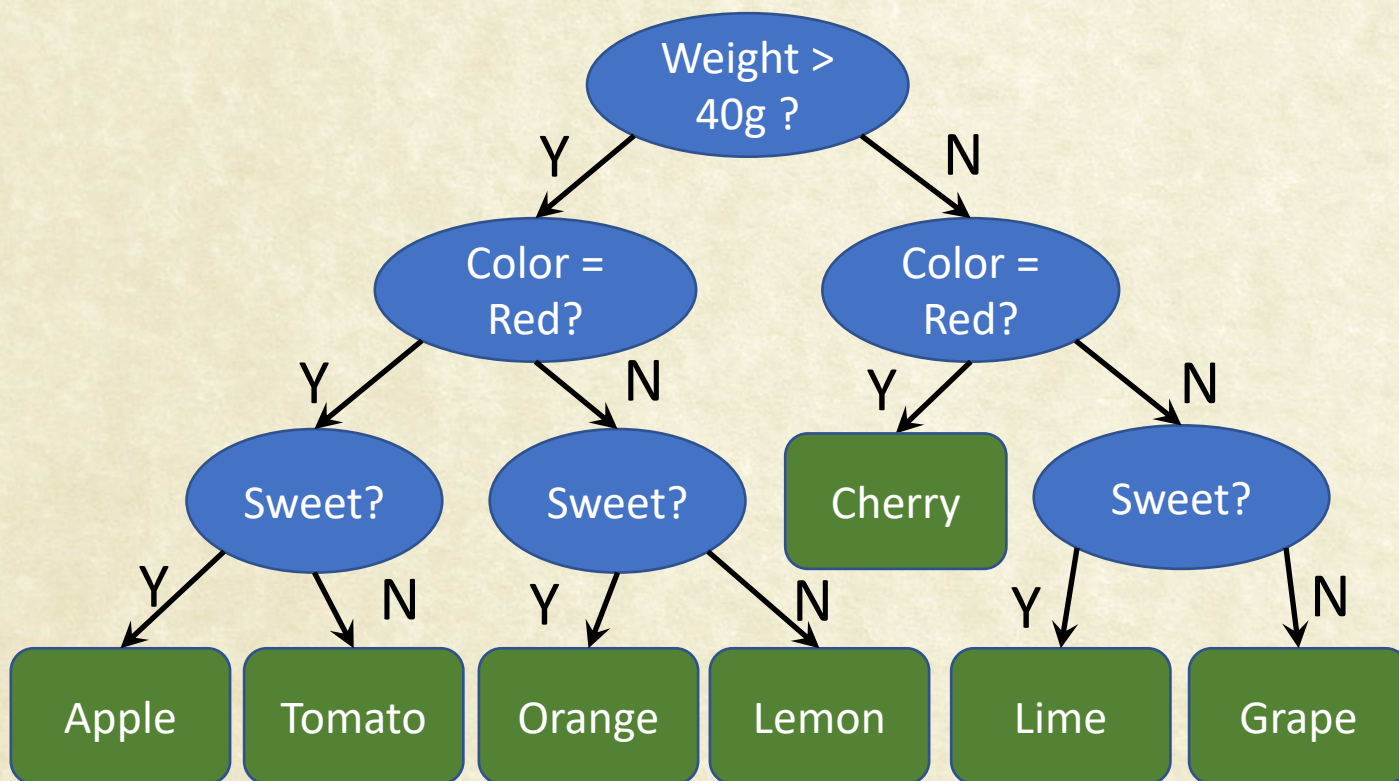 Weight >
40g ?
Y
N
Color =
Red?
Color =
Red?
Y
N
Y
N
Sweet?
Sweet?
Cherry
Sweet?
Y
N
Y
N
Y
N
Apple
Tomato
Orange
Lemon
Lime
Grape